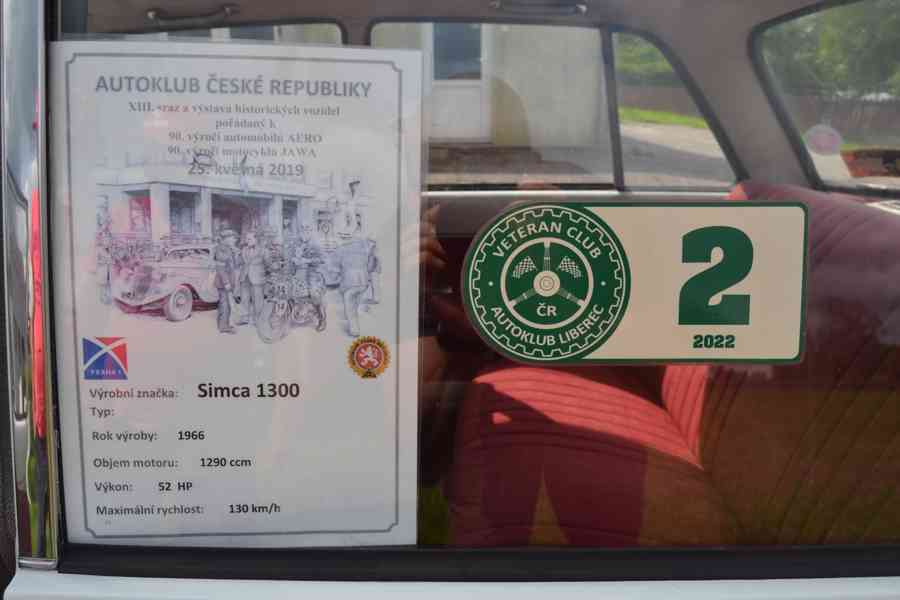 AUTOKLUB ČESKÉ REPUBLIKY
XIII. sraz a výstava historických vozidel
pořádaný k
90. výročí automobilů AERO
90. výročí motocyklů JAWA
25. května 2019
PRAHA 1
Výrobní značka: Simca 1300
Typ:
Rok výroby: 1966
Objem motoru: 1290 ccm
Výkon: 52 HP
Maximální rychlost: 130 km/h
VETERAN CLUB
ČR
AUTOKLUB LIBEREC
2
2022